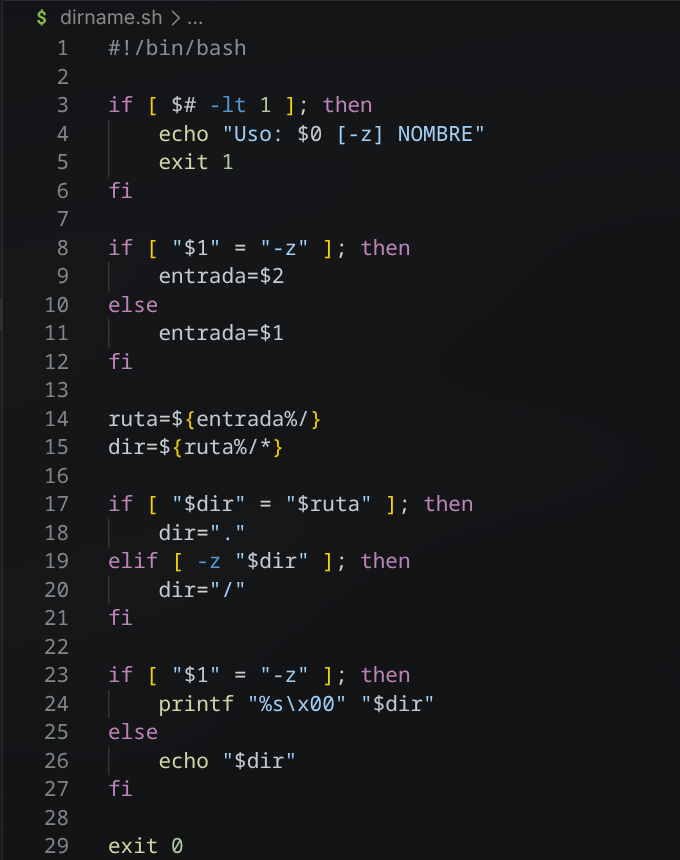 $ dirname.sh > ...
1 #!/bin/bash
2
3 if [ $# -lt 1 ]; then
4     echo "Uso: $0 [-z] NOMBRE"
5     exit 1
6 fi
7
8 if [ "$1" = "-z" ]; then
9     entrada=$2
10 else
11     entrada=$1
12 fi
13
14 ruta=${entrada%/}
15 dir=${ruta%/*}
16
17 if [ "$dir" = "$ruta" ]; then
18     dir="."
19 elif [ -z "$dir" ]; then
20     dir="/"
21 fi
22
23 if [ "$1" = "-z" ]; then
24     printf "%s\x00" "$dir"
25 else
26     echo "$dir"
27 fi
28
29 exit 0